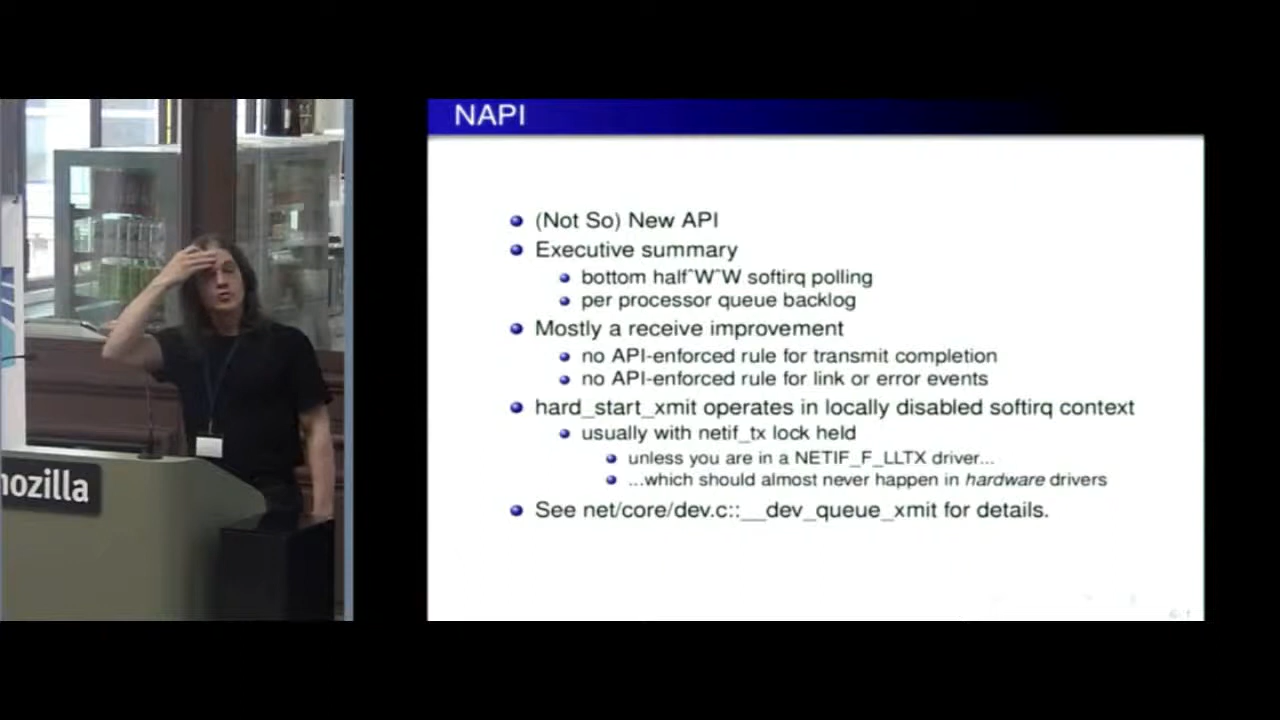 NAPI
(Not So) New API
Executive summary
bottom half^W^W softirq polling
per processor queue backlog
Mostly a receive improvement
no API-enforced rule for transmit completion
no API-enforced rule for link or error events
hard_start_xmit operates in locally disabled softirq context
usually with netif_tx lock held
unless you are in a NETIF_F_LLTX driver...
...which should almost never happen in hardware drivers
See net/core/dev.c::__dev_queue_xmit for details.
mozilla